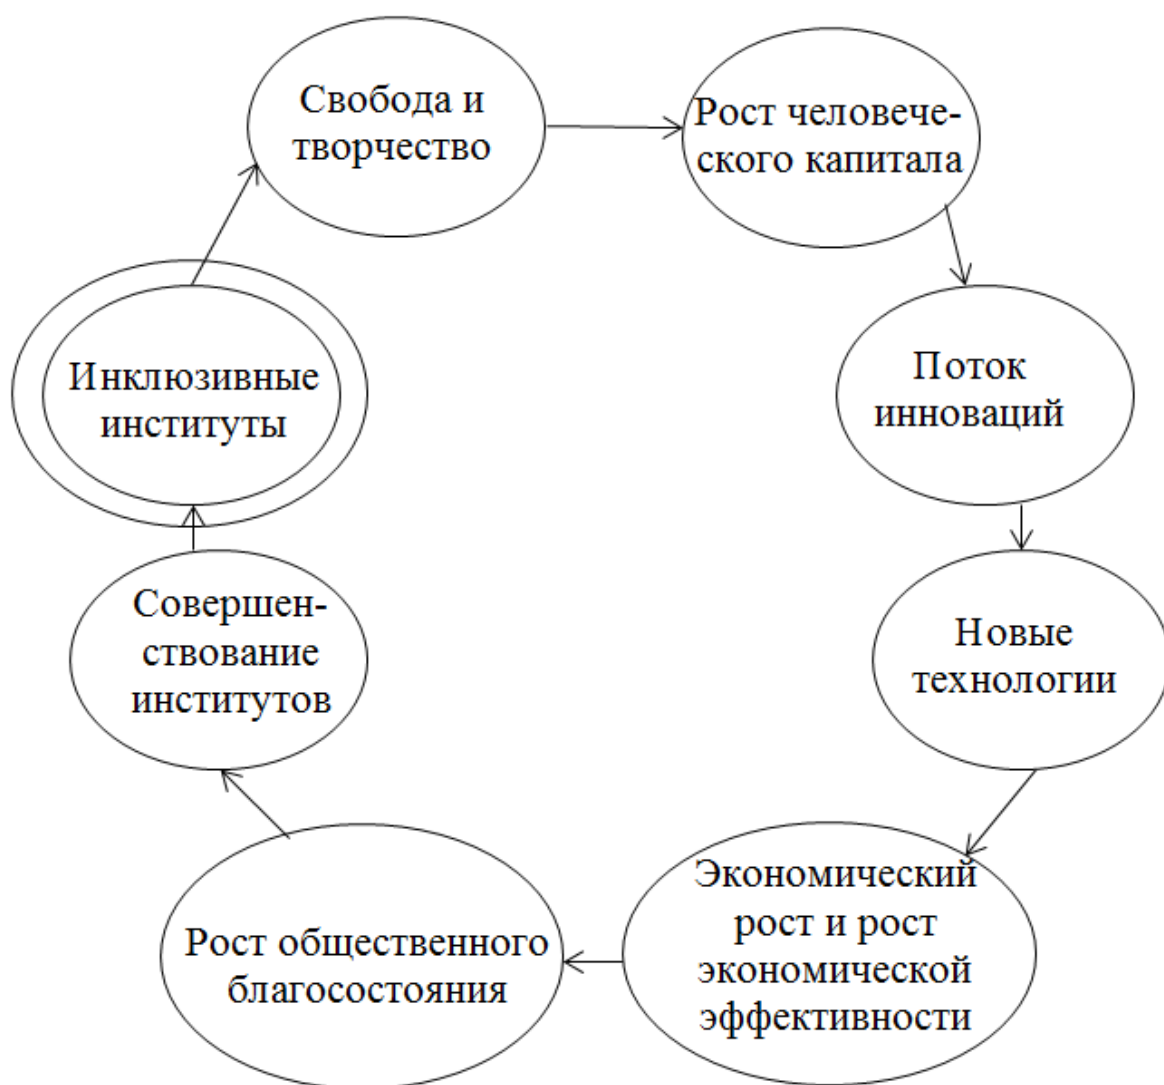 Свобода и
творчество
Рост человече-
ского капитала
Поток
инноваций
Новые
технологии
Экономический
рост и рост
экономической
эффективности
Рост общественного
благосостояния
Совершен-
ствование
институтов
Инклюзивные
институты